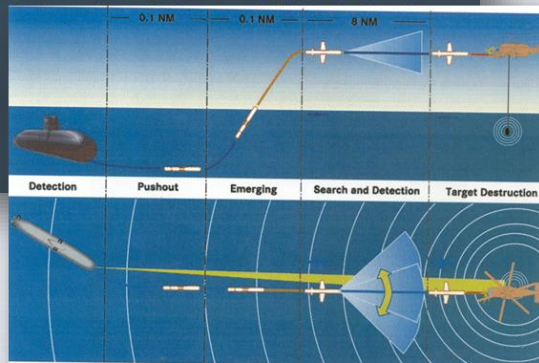 0.1 NM 0.1 NM 8 NM
Detection Pushout Emerging Search and Detection Target Destruction